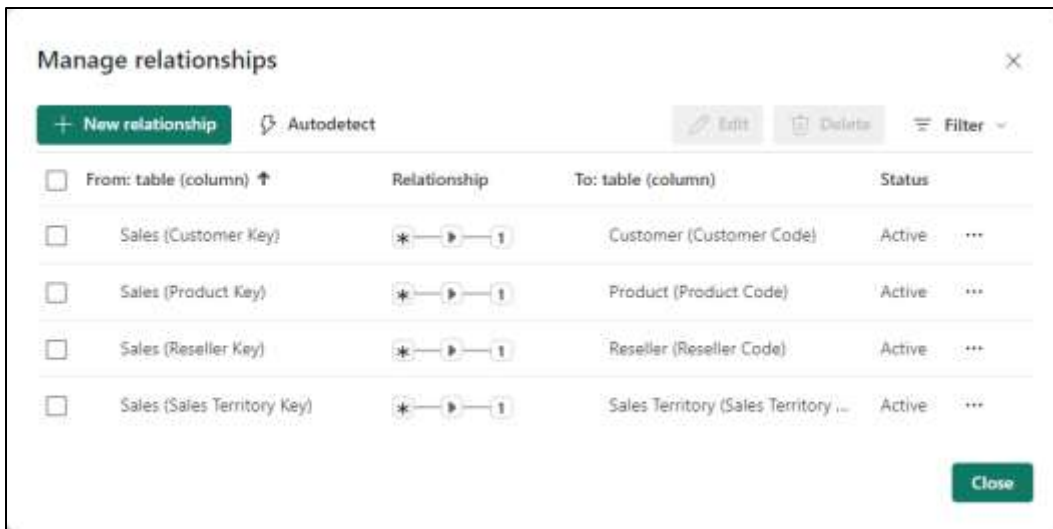 Manage relationships
New relationship Autodetect Edit Delete Filter
From: table (column) ↑ Relationship To: table (column) Status
Sales (Customer Key) * 1 Customer (Customer Code) Active ...
Sales (Product Key) * 1 Product (Product Code) Active ...
Sales (Reseller Key) * 1 Reseller (Reseller Code) Active ...
Sales (Sales Territory Key) * 1 Sales Territory (Sales Territory ... Active ...
Close